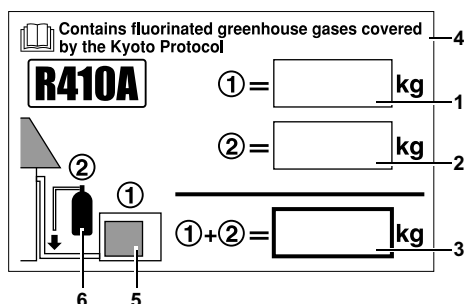 Contains fluorinated greenhouse gases covered
by the Kyoto Protocol
4
R410A
①= kg
1
②= kg
2
②
①
①+②= kg
3
6 5